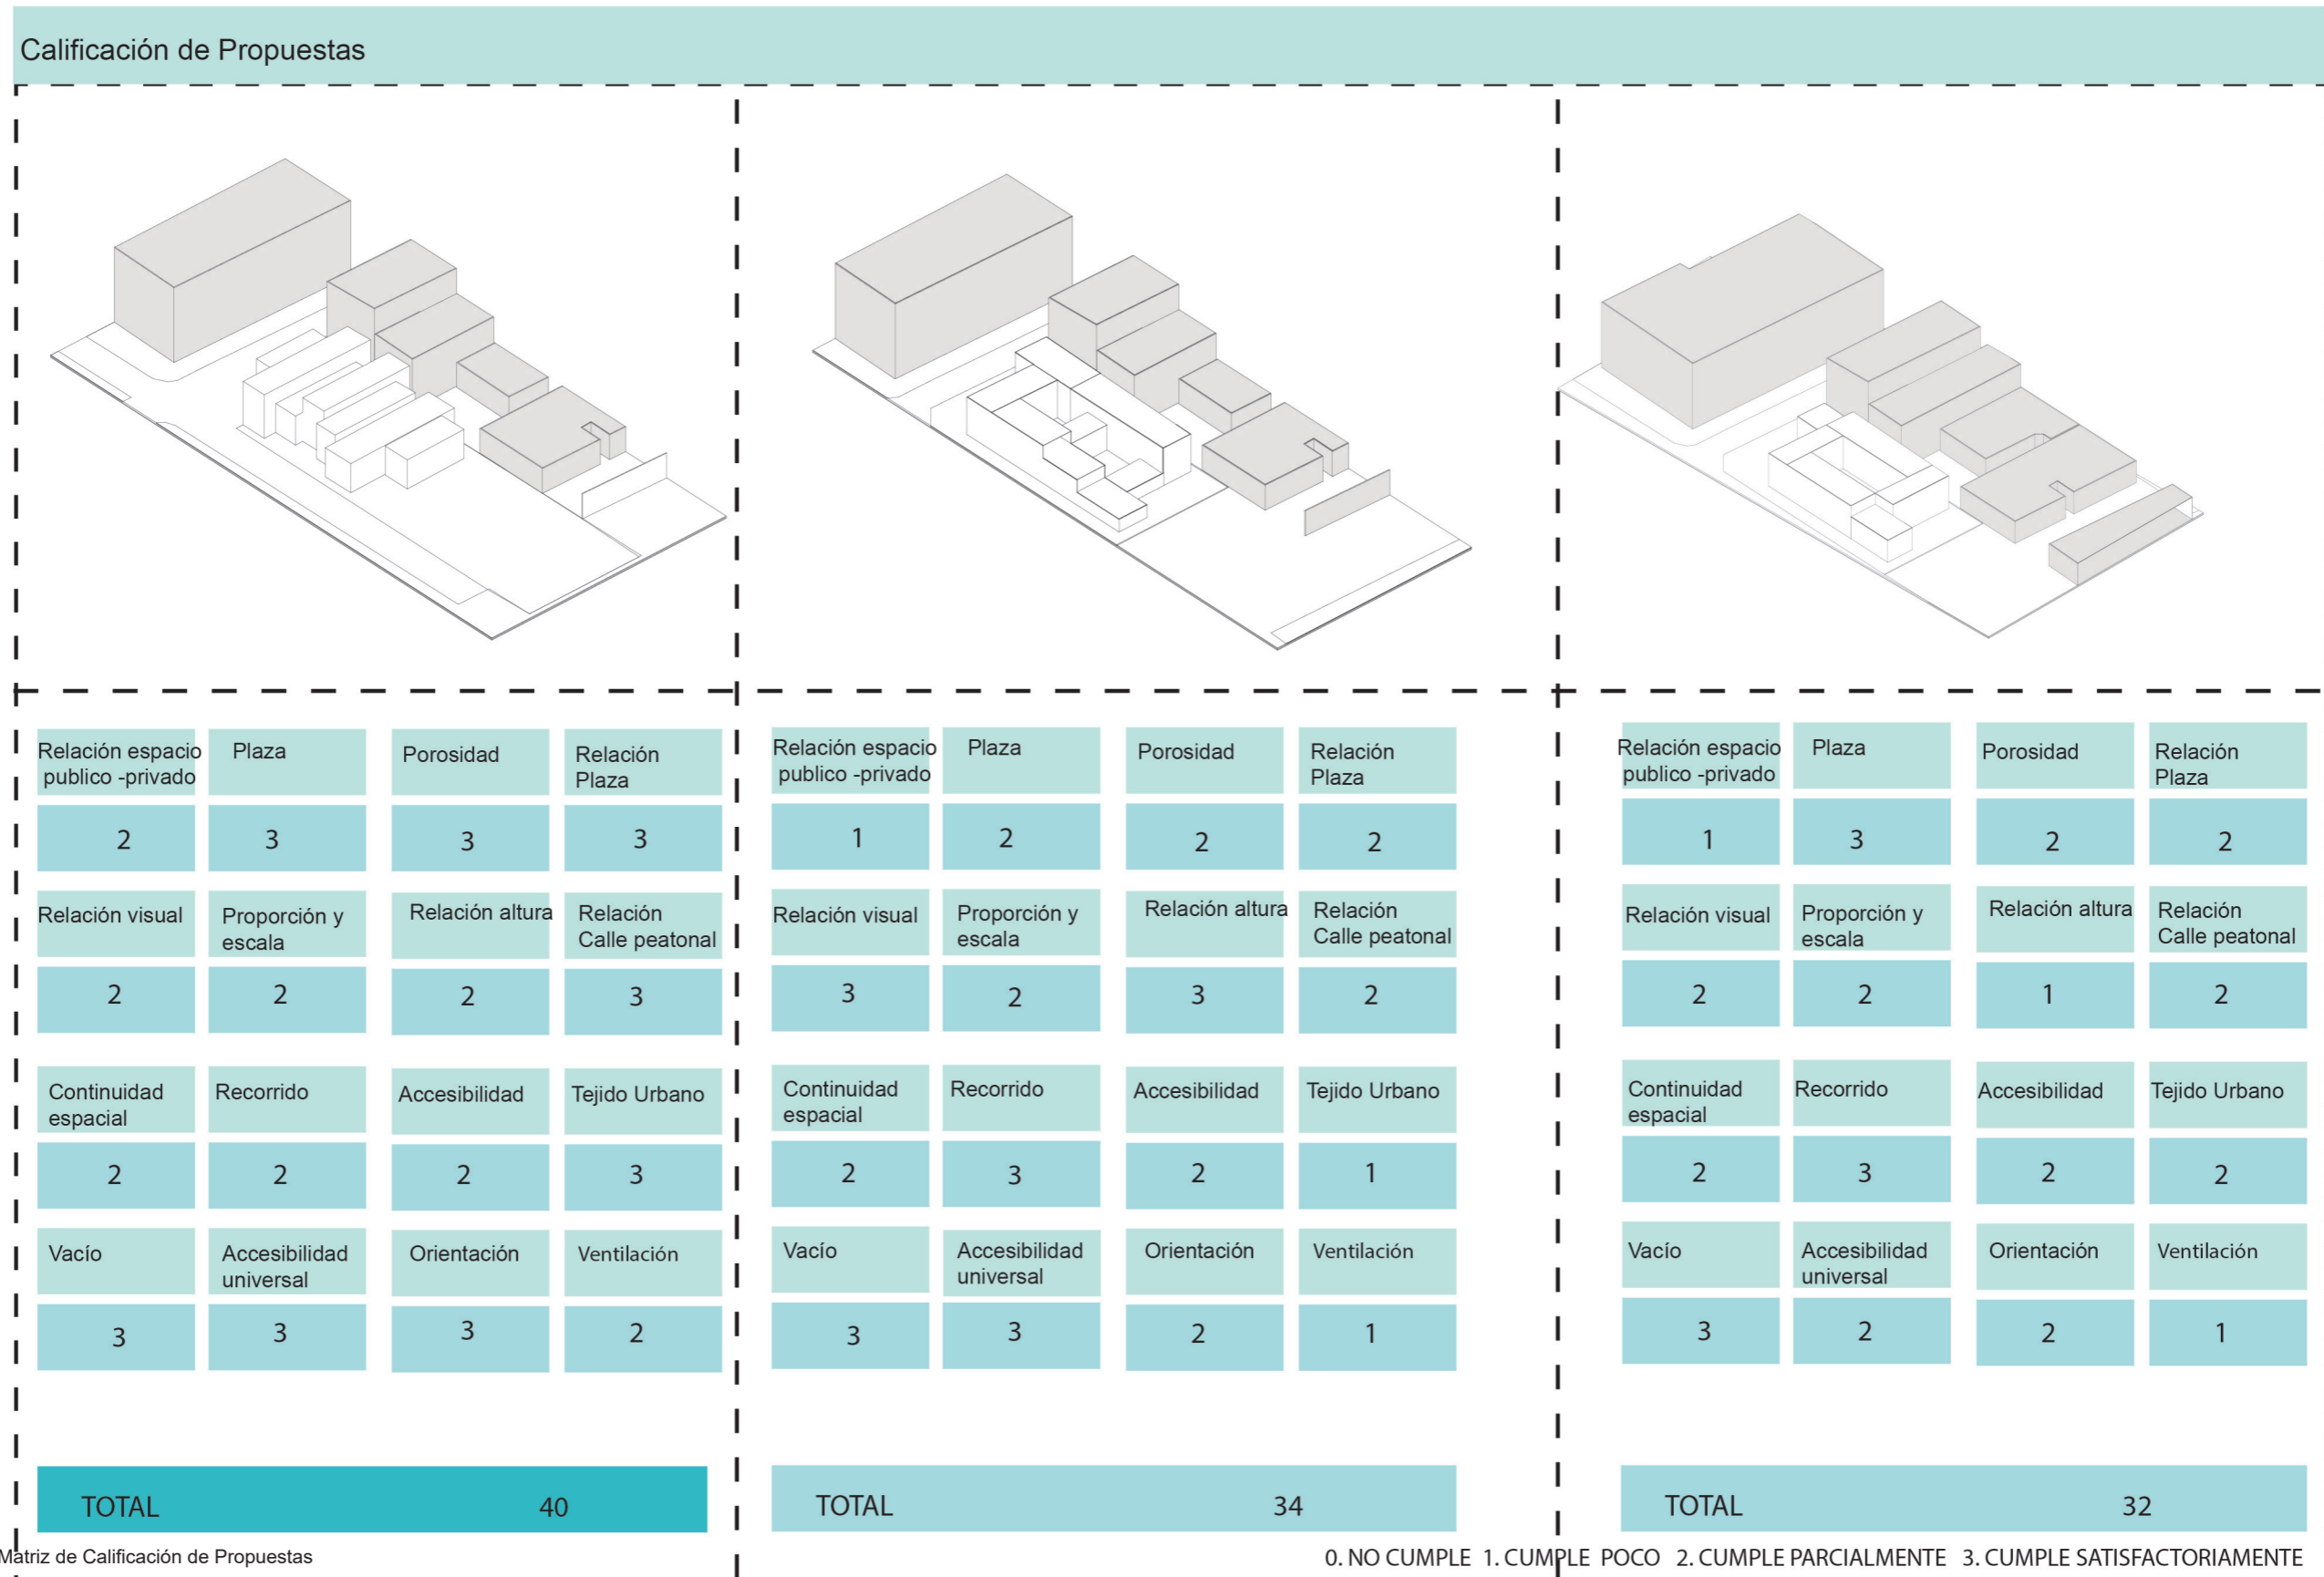 Calificación de Propuestas
Relación espacio
publico -privado
Plaza
Porosidad
Relación
Plaza
2
3
3
3
Relación visual
Proporción y
escala
Relación altura
Relación
Calle peatonal
2
2
2
3
Continuidad
espacial
Recorrido
Accesibilidad
Tejido Urbano
2
2
2
3
Vacío
Accesibilidad
universal
Orientación
Ventilación
3
3
3
2
TOTAL 40
Relación espacio
publico -privado
Plaza
Porosidad
Relación
Plaza
1
2
2
2
Relación visual
Proporción y
escala
Relación altura
Relación
Calle peatonal
3
2
3
2
Continuidad
espacial
Recorrido
Accesibilidad
Tejido Urbano
2
3
2
1
Vacío
Accesibilidad
universal
Orientación
Ventilación
3
3
2
1
TOTAL 34
Relación espacio
publico -privado
Plaza
Porosidad
Relación
Plaza
1
3
2
2
Relación visual
Proporción y
escala
Relación altura
Relación
Calle peatonal
2
2
1
2
Continuidad
espacial
Recorrido
Accesibilidad
Tejido Urbano
2
3
2
2
Vacío
Accesibilidad
universal
Orientación
Ventilación
3
2
2
1
TOTAL 32
Matriz de Calificación de Propuestas
0. NO CUMPLE 1. CUMPLE POCO 2. CUMPLE PARCIALMENTE 3. CUMPLE SATISFACTORIAMENTE